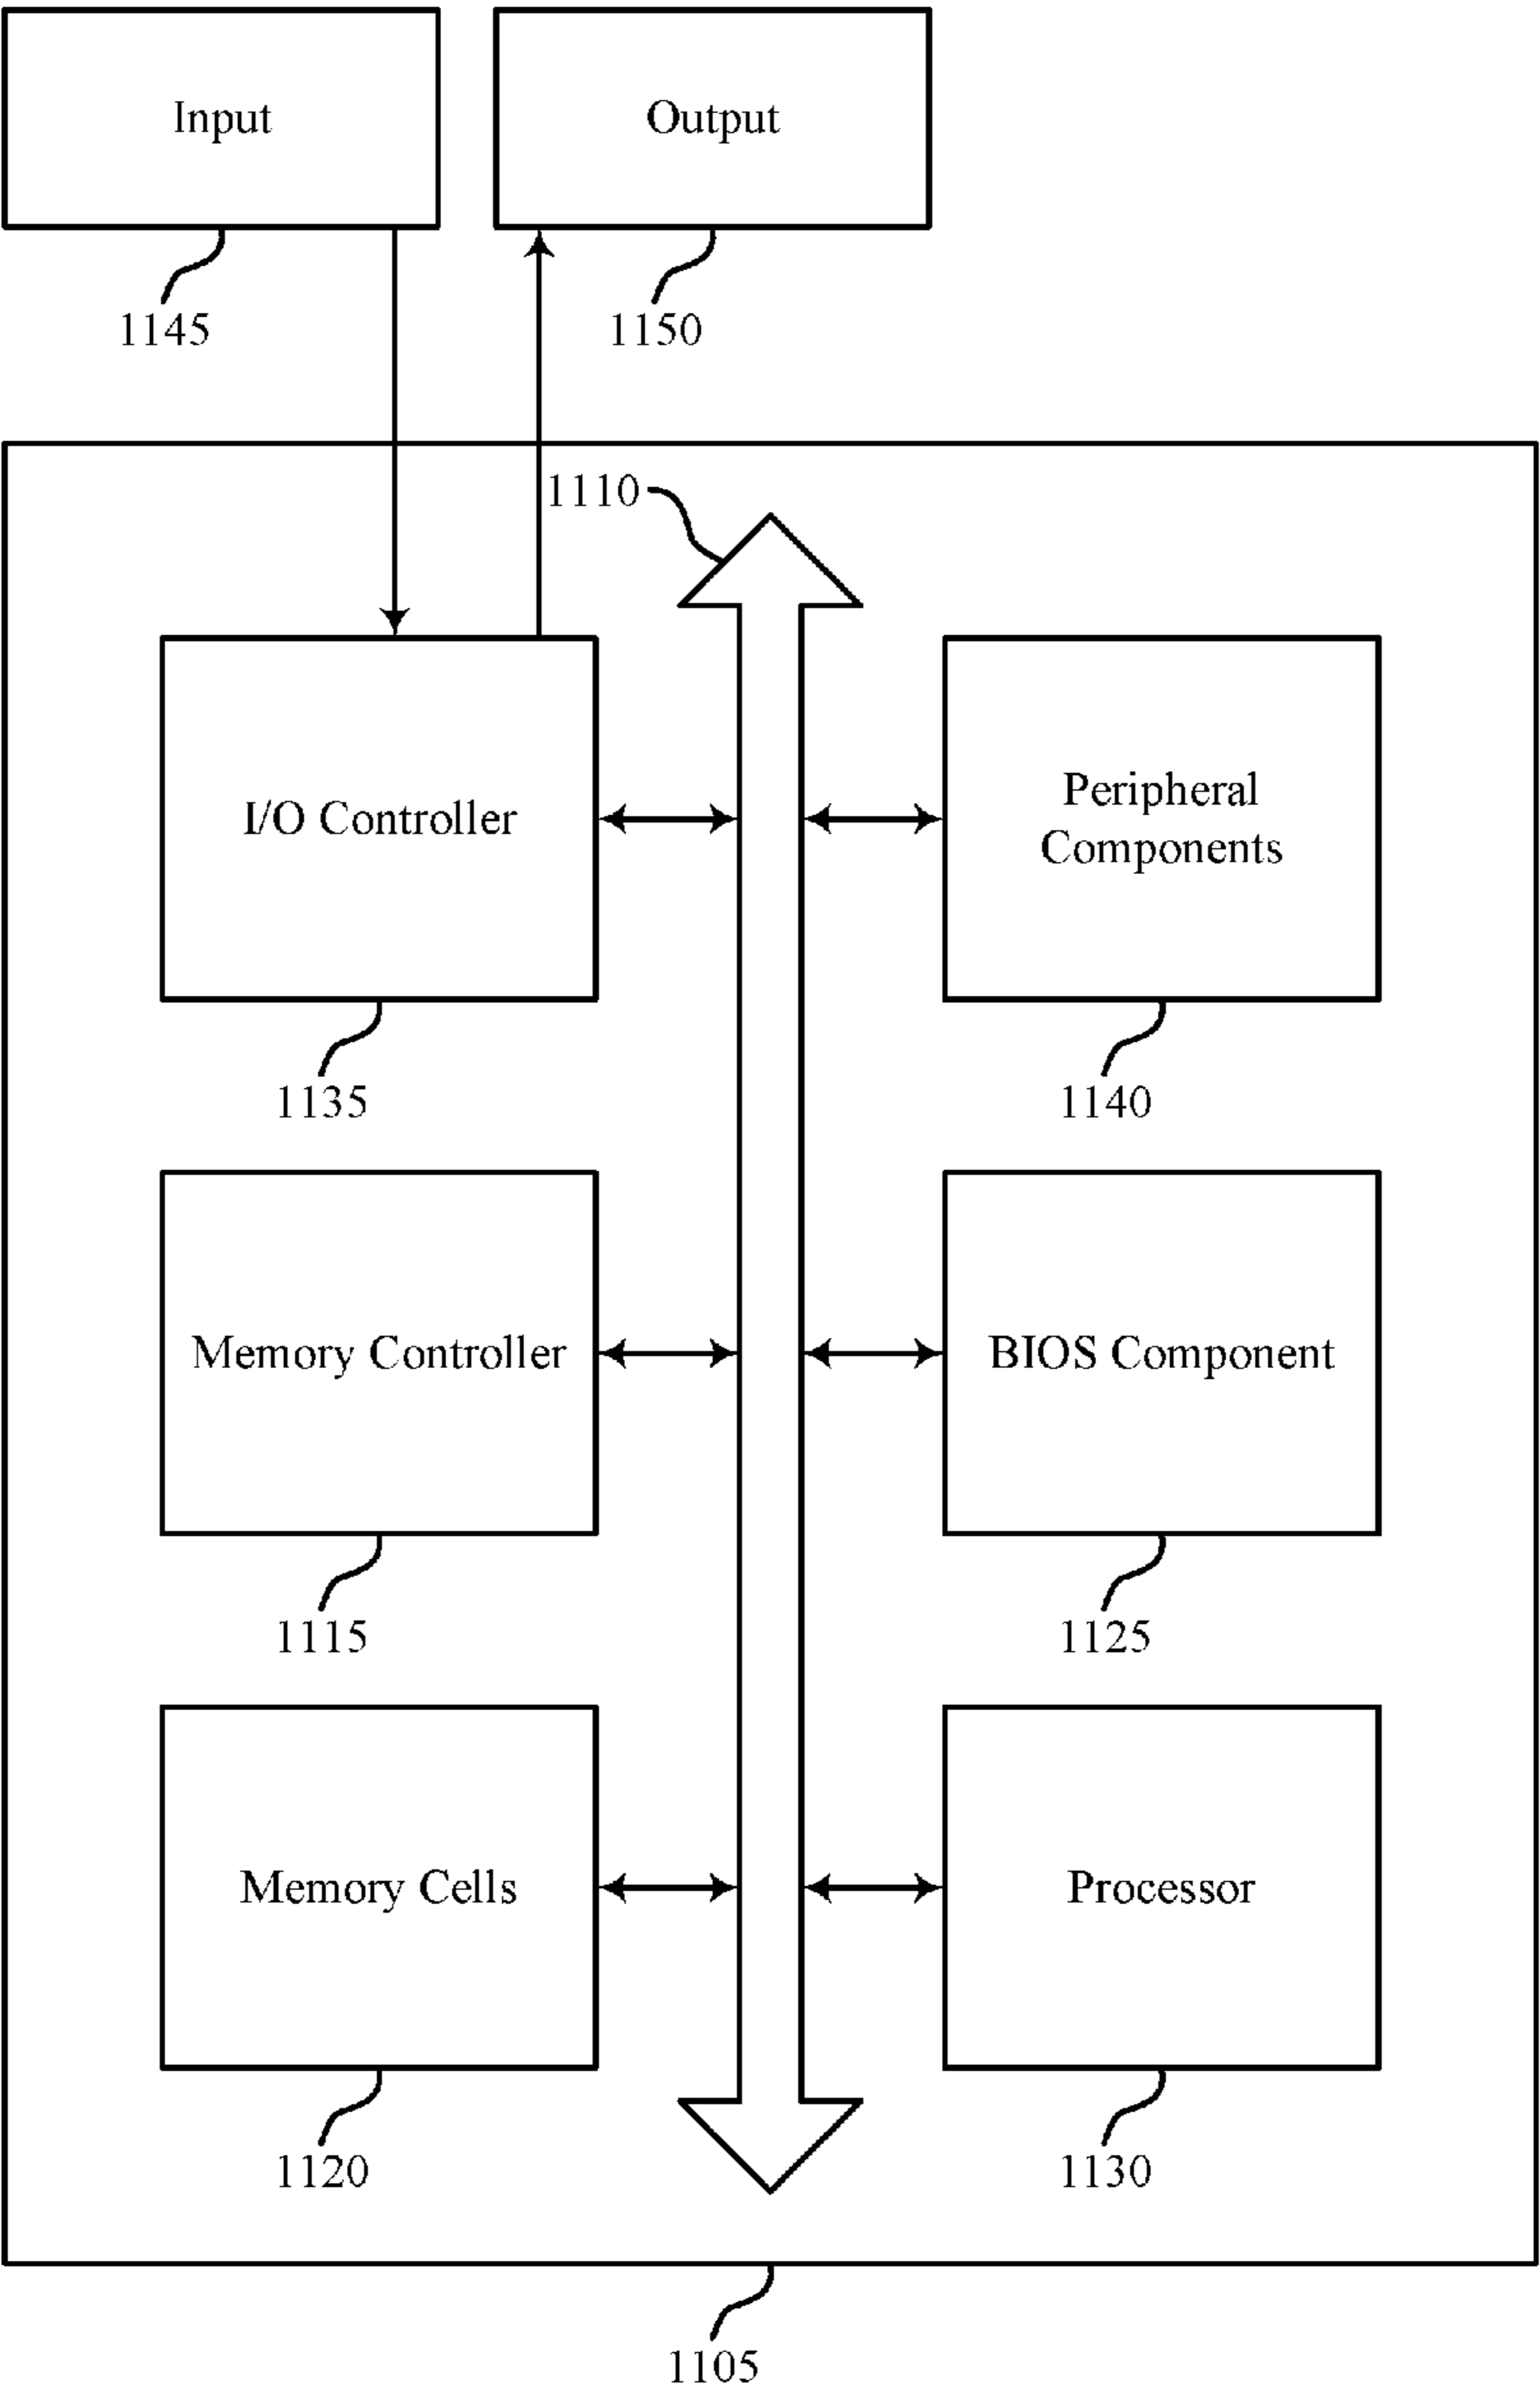 Input
Output
1145
1150
1110
I/O Controller
Peripheral
Components
1135
1140
Memory Controller
BIOS Component
1115
1125
Memory Cells
Processor
1120
1130
1105